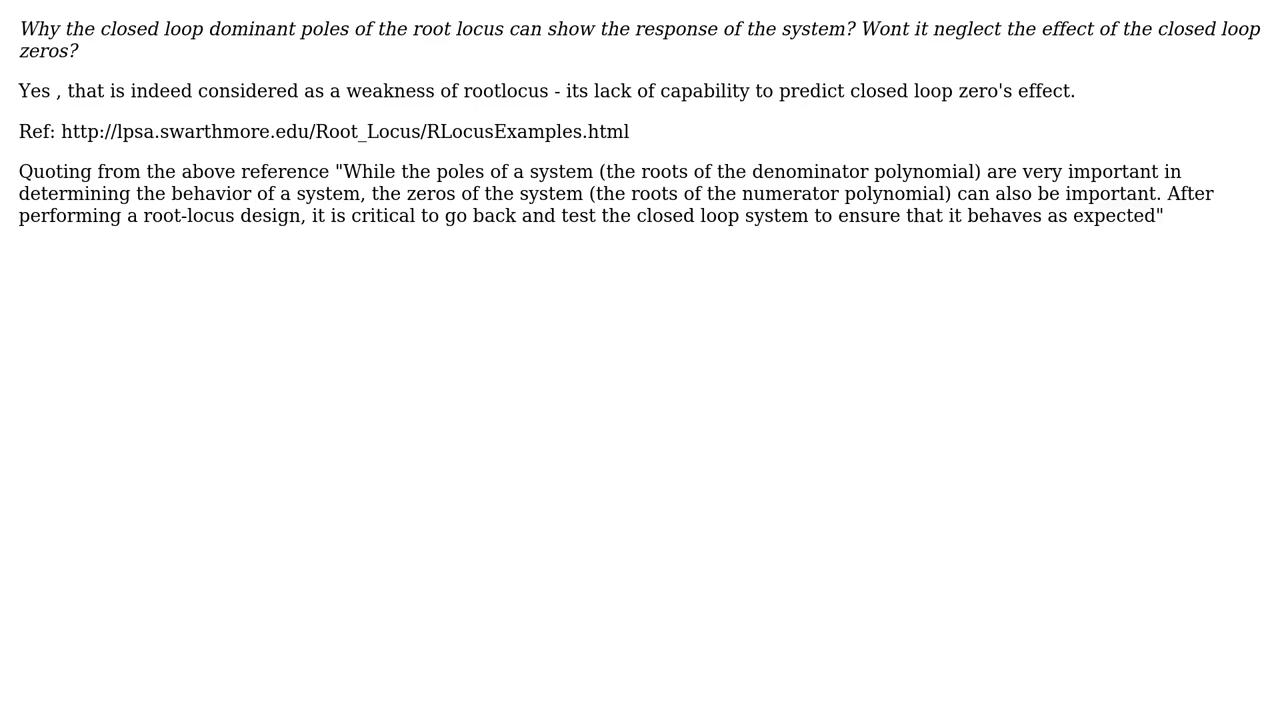 Why the closed loop dominant poles of the root locus can show the response of the system? Wont it neglect the effect of the closed loop
zeros?
Yes , that is indeed considered as a weakness of rootlocus - its lack of capability to predict closed loop zero's effect.
Ref: http://lpsa.swarthmore.edu/Root_Locus/RLocusExamples.html
Quoting from the above reference "While the poles of a system (the roots of the denominator polynomial) are very important in
determining the behavior of a system, the zeros of the system (the roots of the numerator polynomial) can also be important. After
performing a root-locus design, it is critical to go back and test the closed loop system to ensure that it behaves as expected"